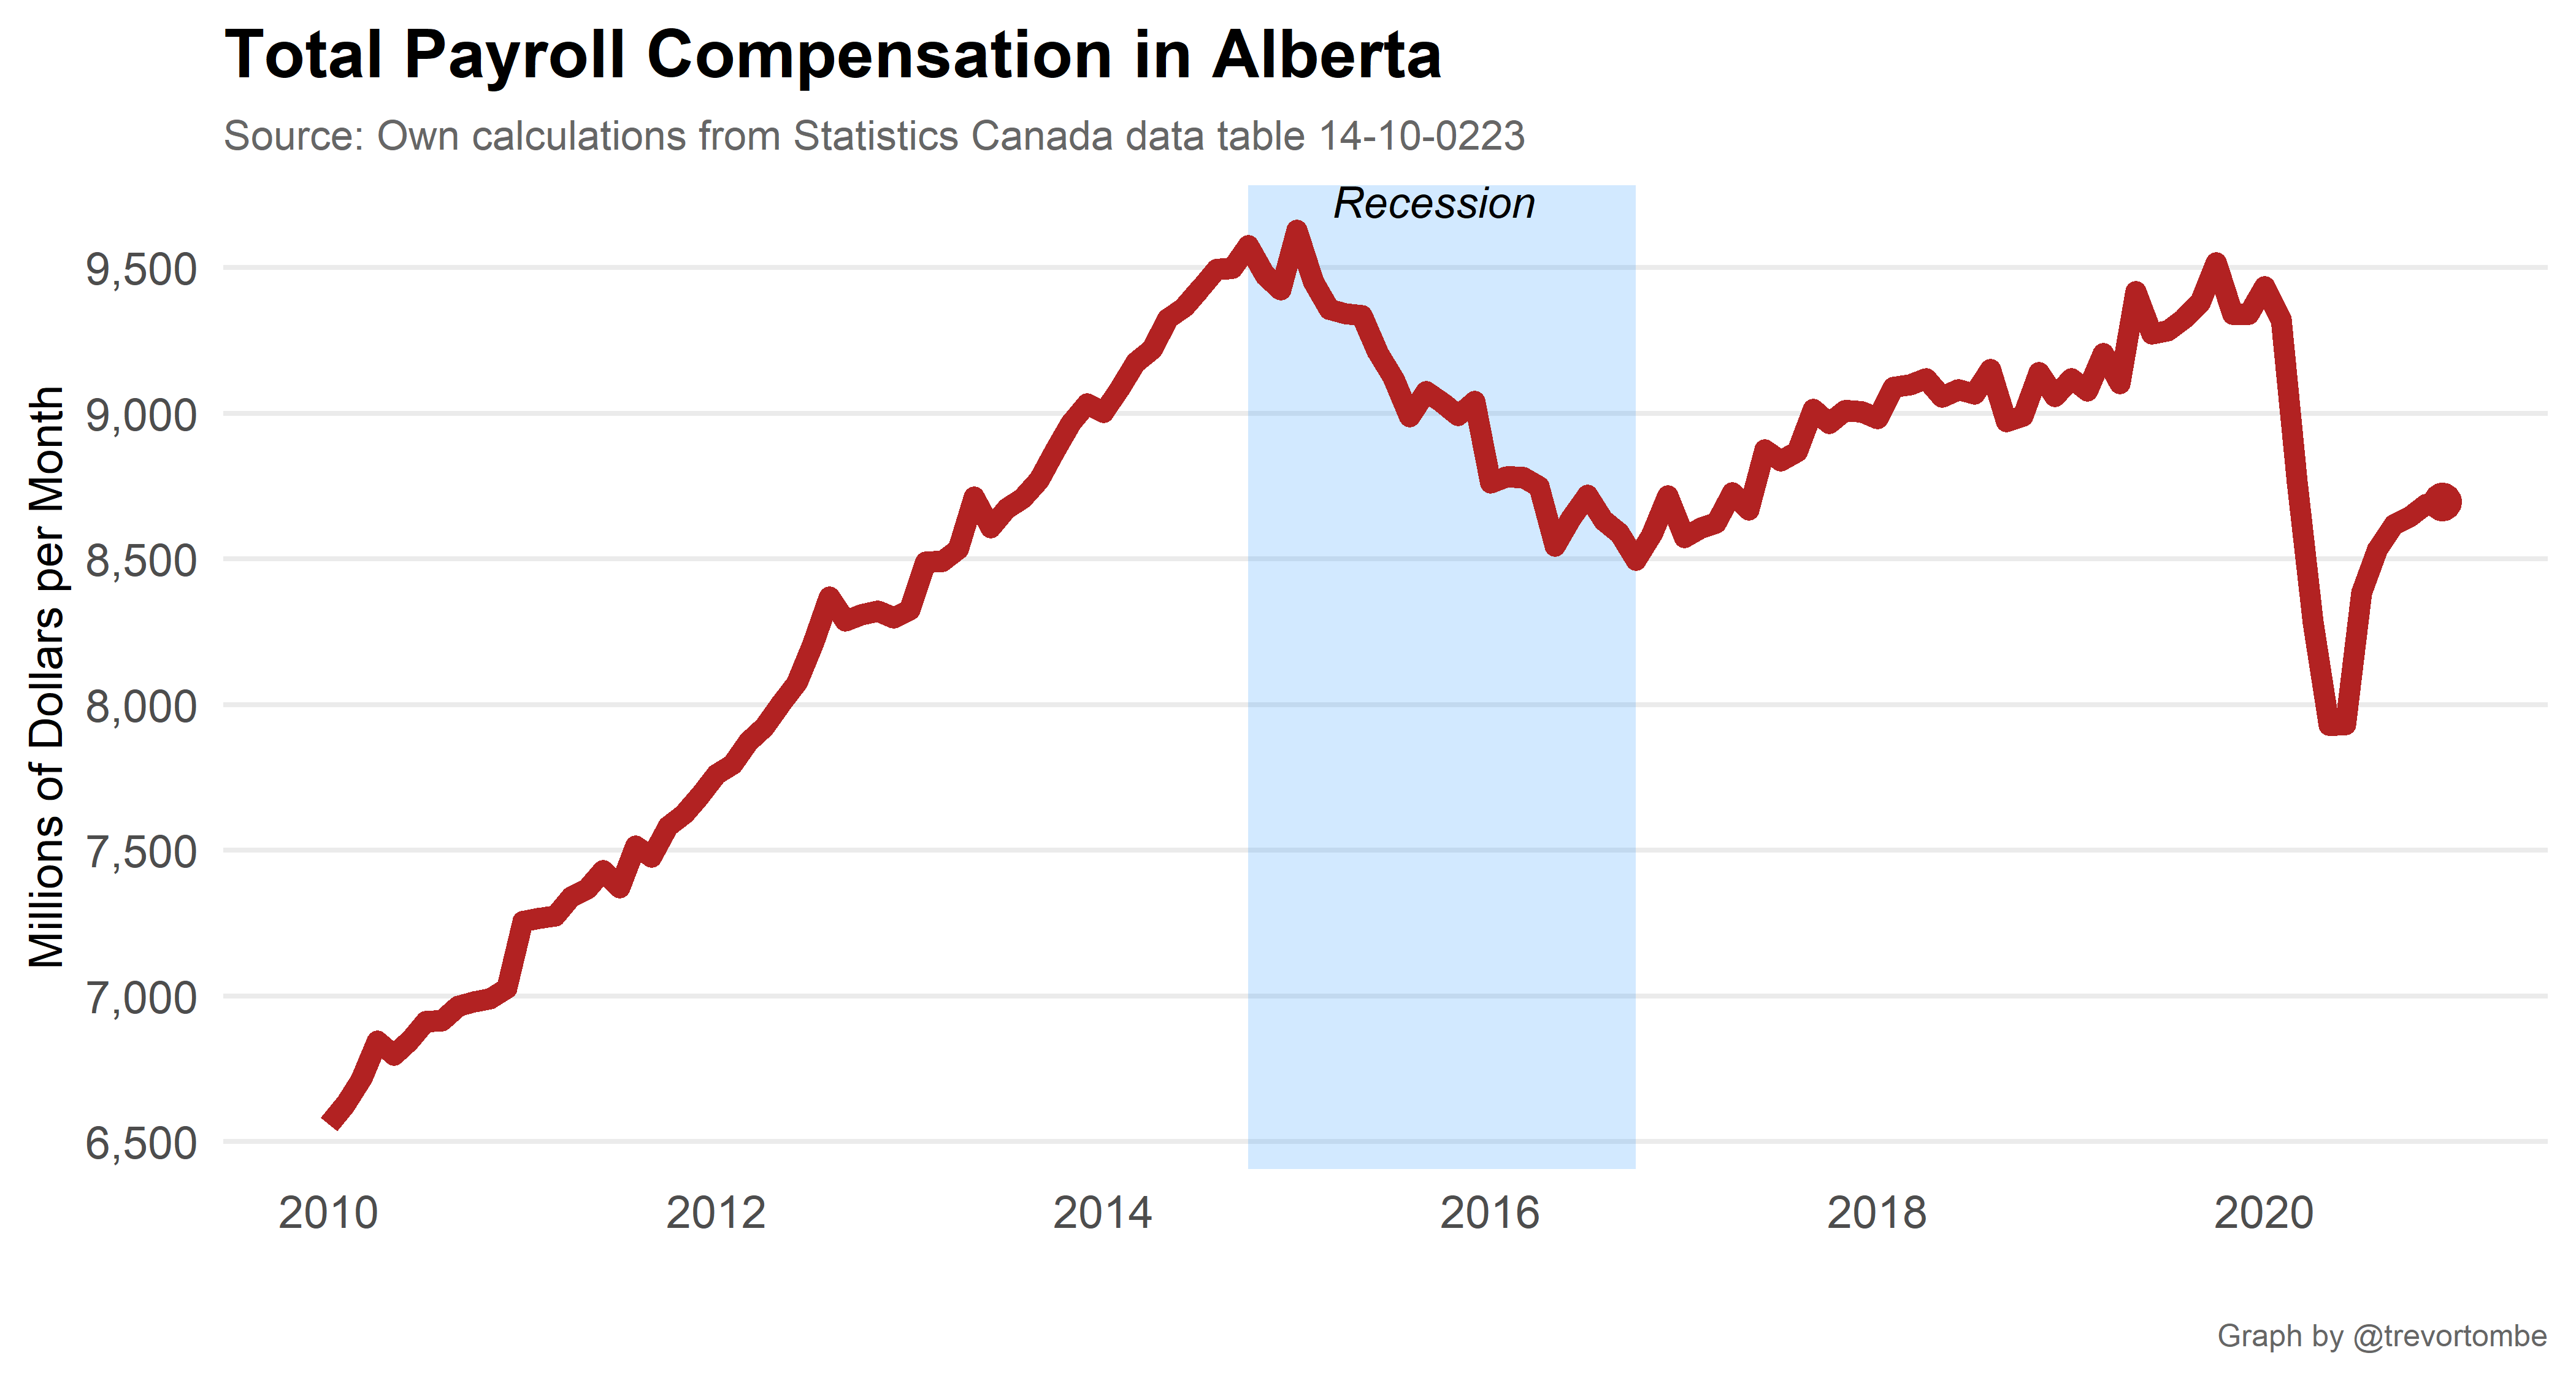 Total Payroll Compensation in Alberta
Source: Own calculations from Statistics Canada data table 14-10-0223
Recession
Millions of Dollars per Month
9,500
9,000
8,500
8,000
7,500
7,000
6,500
2010 2012 2014 2016 2018 2020
Graph by @trevortombe